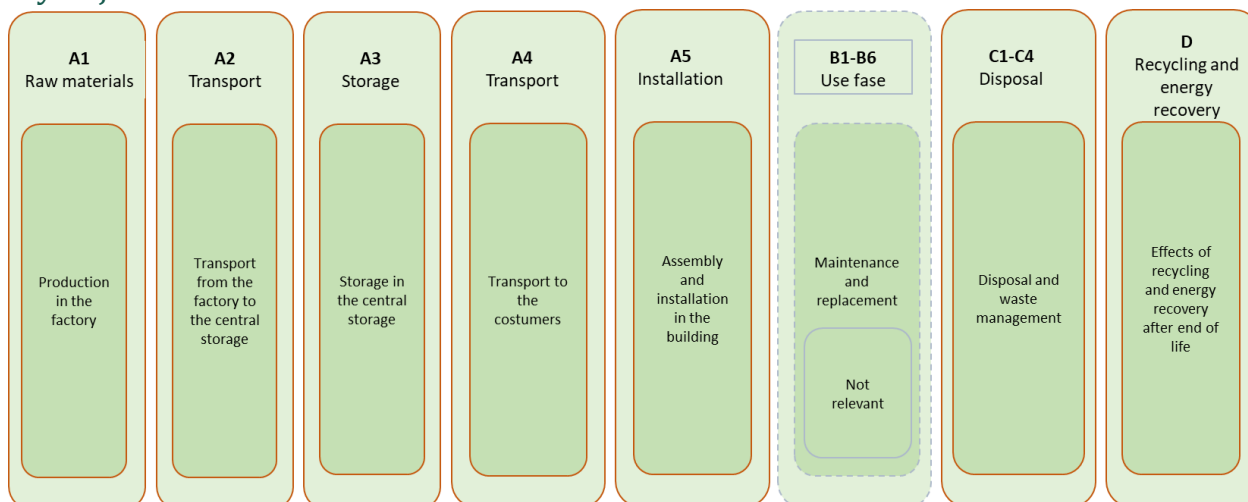 A1
Raw materials
Production
in the
factory
A2
Transport
Transport
from the
factory to
the central
storage
A3
Storage
Storage in
the central
storage
A4
Transport
Transport to
the
costumers
A5
Installation
Assembly
and
installation
in the
building
B1-B6
Use fase
Maintenance
and
replacement
Not
relevant
C1-C4
Disposal
Disposal and
waste
management
D
Recycling and
energy
recovery
Effects of
recycling
and energy
recovery
after end of
life